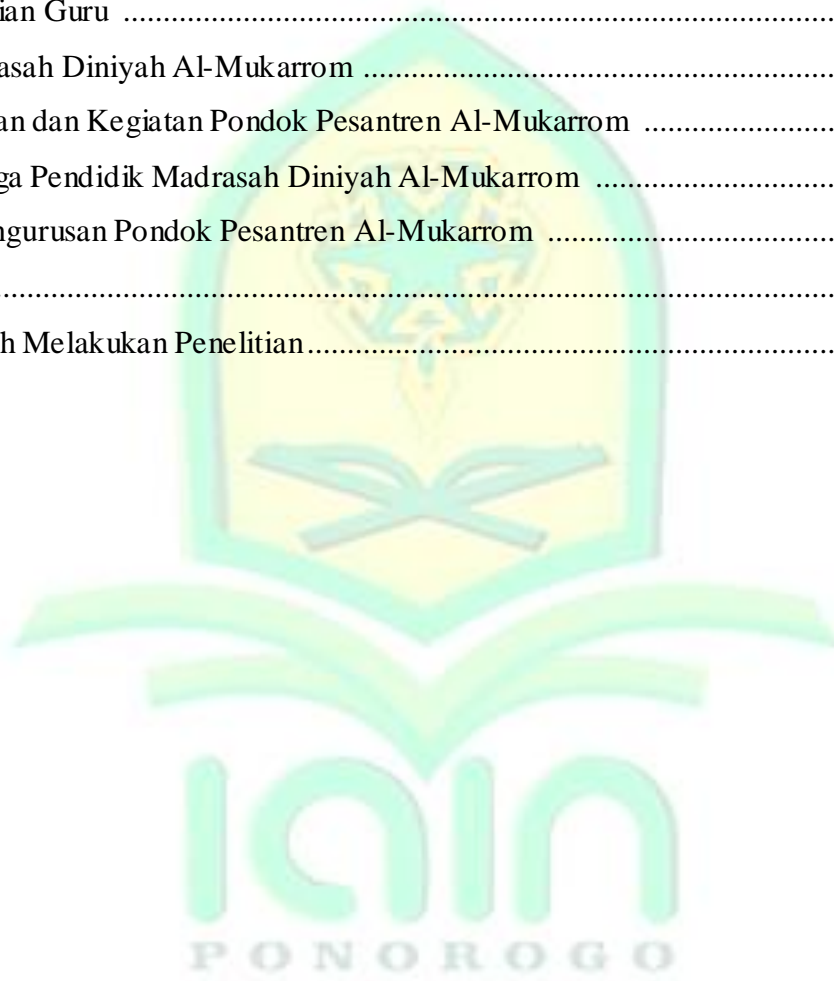 ian Guru ........................................................................................
asah Diniyah Al-Mukarrom ..........................................................
an dan Kegiatan Pondok Pesantren Al-Mukarrom ....................
ga Pendidik Madrasah Diniyah Al-Mukarrom ..............................
ngurusan Pondok Pesantren Al-Mukarrom ...................................
........................................................................................................
h Melakukan Penelitian..................................................................
iain
PONOROGO